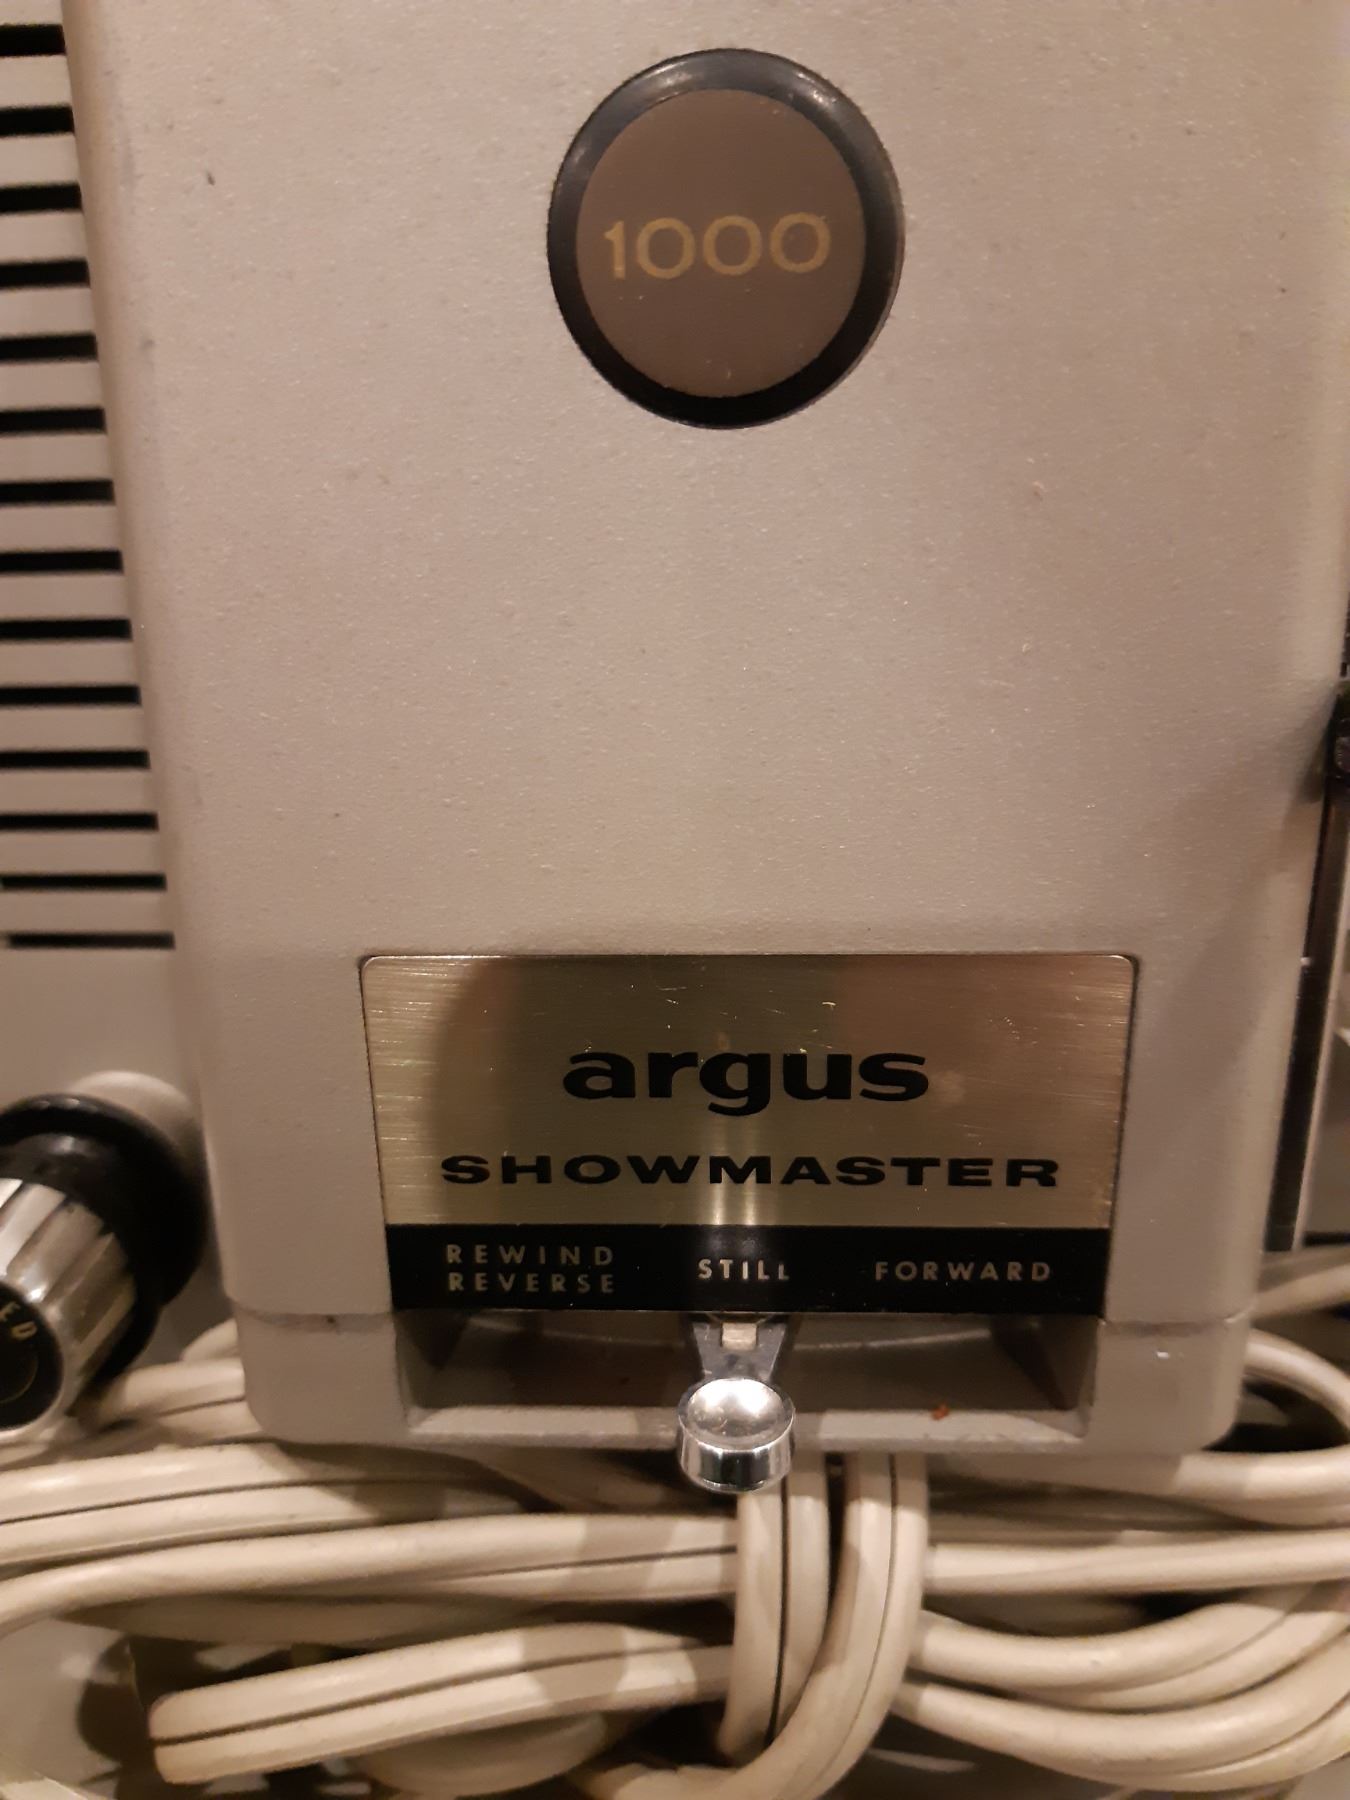 1000
argus
SHOWMASTER
REWIND
REVERSE
STILL
FORWARD